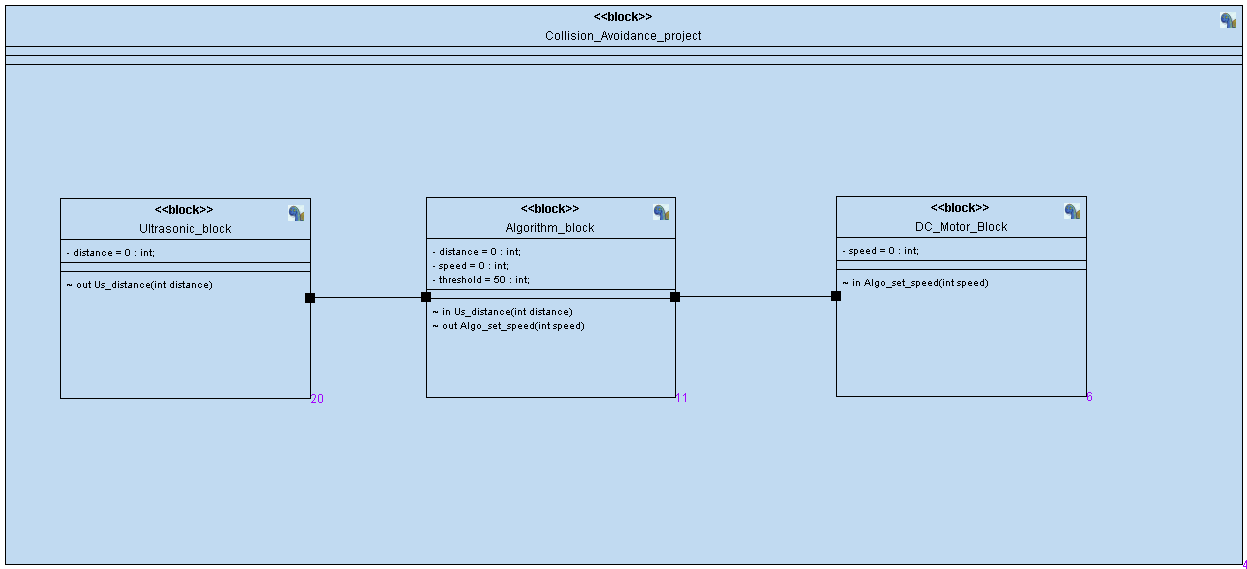 <<block>>
Collision_Avoidance_project
<<block>>
Ultrasonic_block
- distance = 0 : int;
~ out Us_distance(int distance)
20
<<block>>
Algorithm_block
- distance = 0 : int;
- speed = 0 : int;
- threshold = 50 : int;
~ in Us_distance(int distance)
~ out Algo_set_speed(int speed)
11
<<block>>
DC_Motor_Block
- speed = 0 : int;
~ in Algo_set_speed(int speed)
6
4